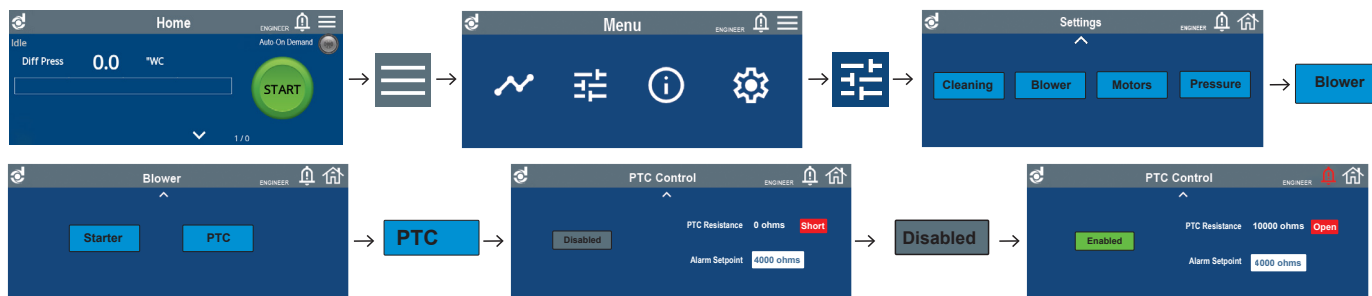 Home
ENGINEER
Idle
Auto On Demand
Diff Press 0.0 "WC
START
1 / 0
Menu
ENGINEER
Settings
ENGINEER
Cleaning Blower Motors Pressure
Blower
Blower
ENGINEER
Starter PTC
PTC
PTC Control
ENGINEER
PTC Resistance 0 ohms Short
Disabled
Alarm Setpoint 4000 ohms
Disabled
PTC Control
ENGINEER
PTC Resistance 10000 ohms Open
Enabled
Alarm Setpoint 4000 ohms